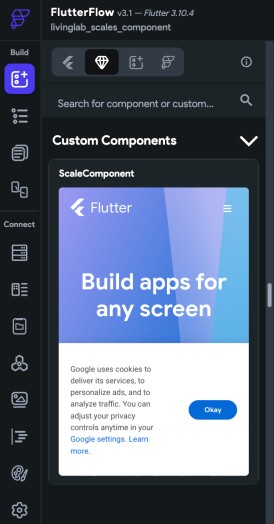 FlutterFlow v3.1 — Flutter 3.10.4
livinglab_scales_component
Build
Search for component or custom...
Custom Components
ScaleComponent
Flutter
Build apps for
any screen
Connect
Google uses cookies to
deliver its services, to
personalize ads, and to
analyze traffic. You can
adjust your privacy
controls anytime in your
Google settings. Learn
more.
Okay